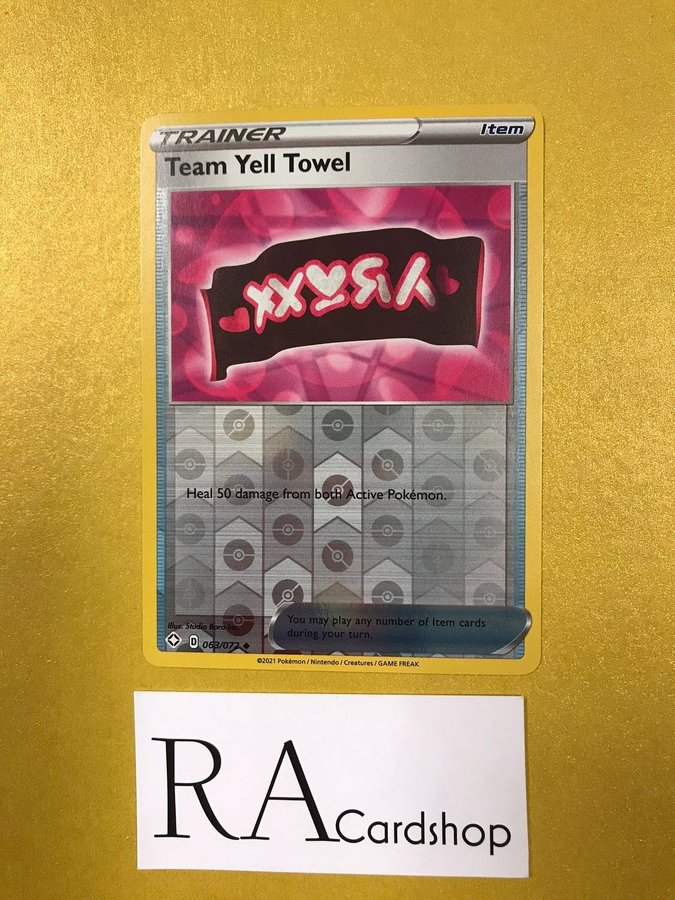 TRAINER
Item
Team Yell Towel
Heal 50 damage from both Active Pokémon.
You may play any number of Item cards
during your turn.
Illus. Studio Bora Inc.
D 063/072
©2021 Pokémon / Nintendo / Creatures / GAME FREAK
RA Cardshop